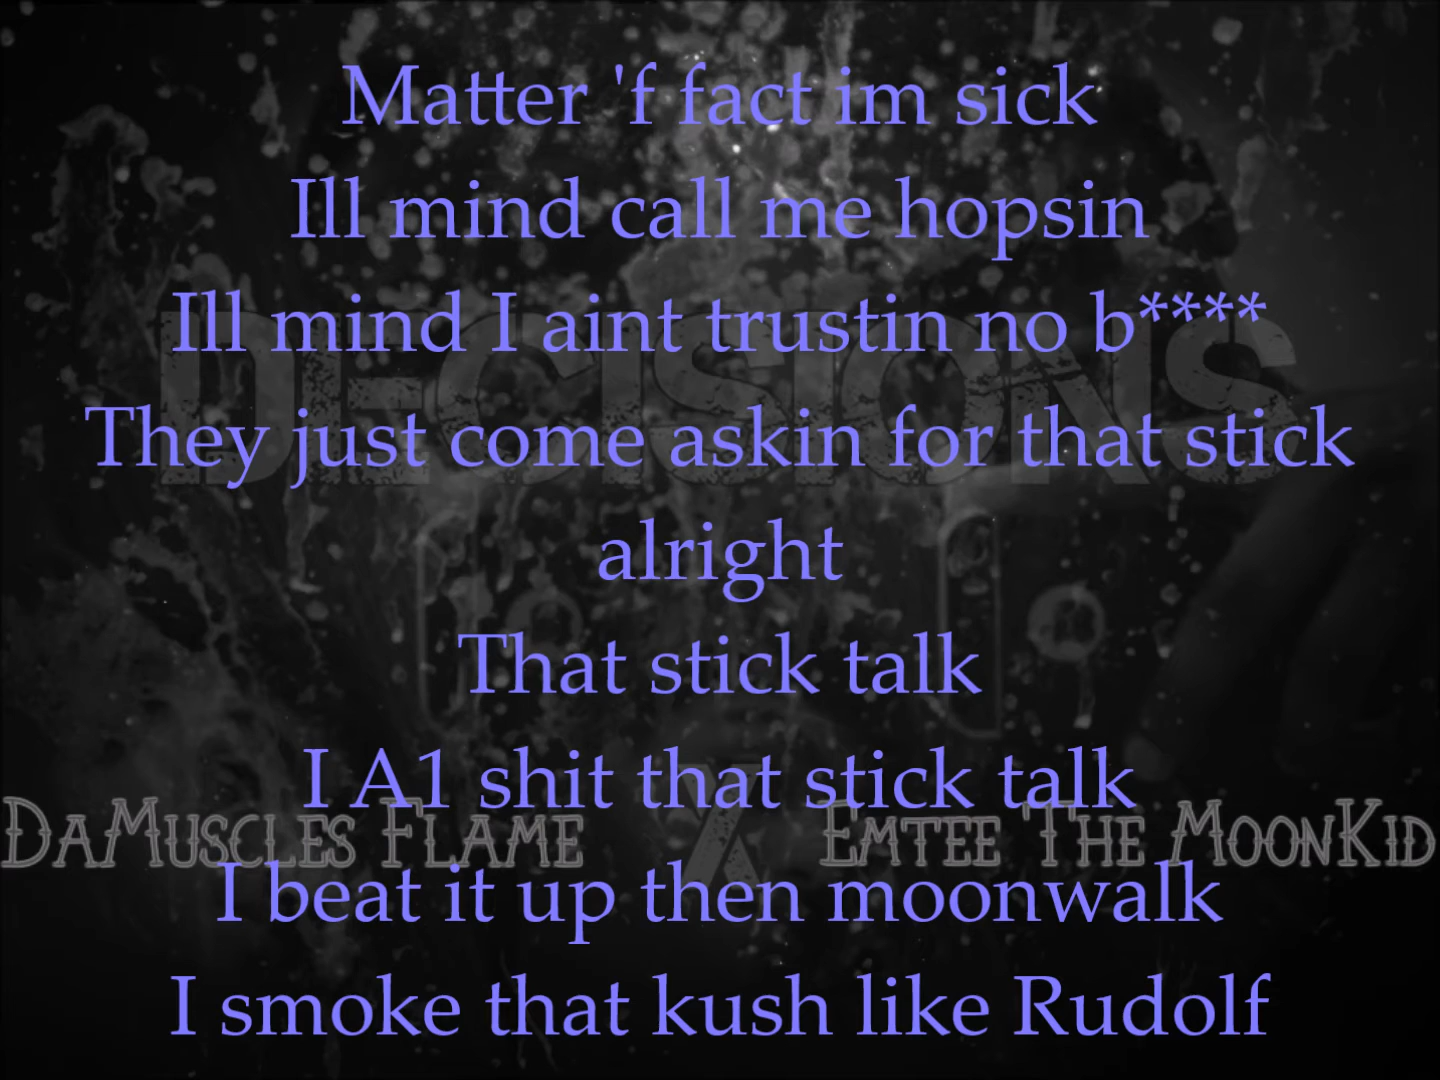 Matter 'f fact im sick
Ill mind call me hopsin
Ill mind I aint trustin no b****
DECISIONS
They just come askin for that stick
alright
That stick talk
I A1 shit that stick talk
DaMuscles Flame X Emtee The MoonKid
I beat it up then moonwalk
I smoke that kush like Rudolf